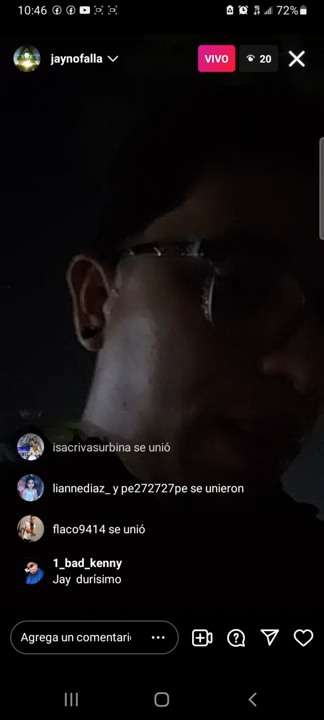 10:46
72%
jaynofalla
VIVO
20
isacrivasurbina se unió
liannediaz_ y pe272727pe se unieron
flaco9414 se unió
1_bad_kenny
Jay durísimo
Agrega un comentari